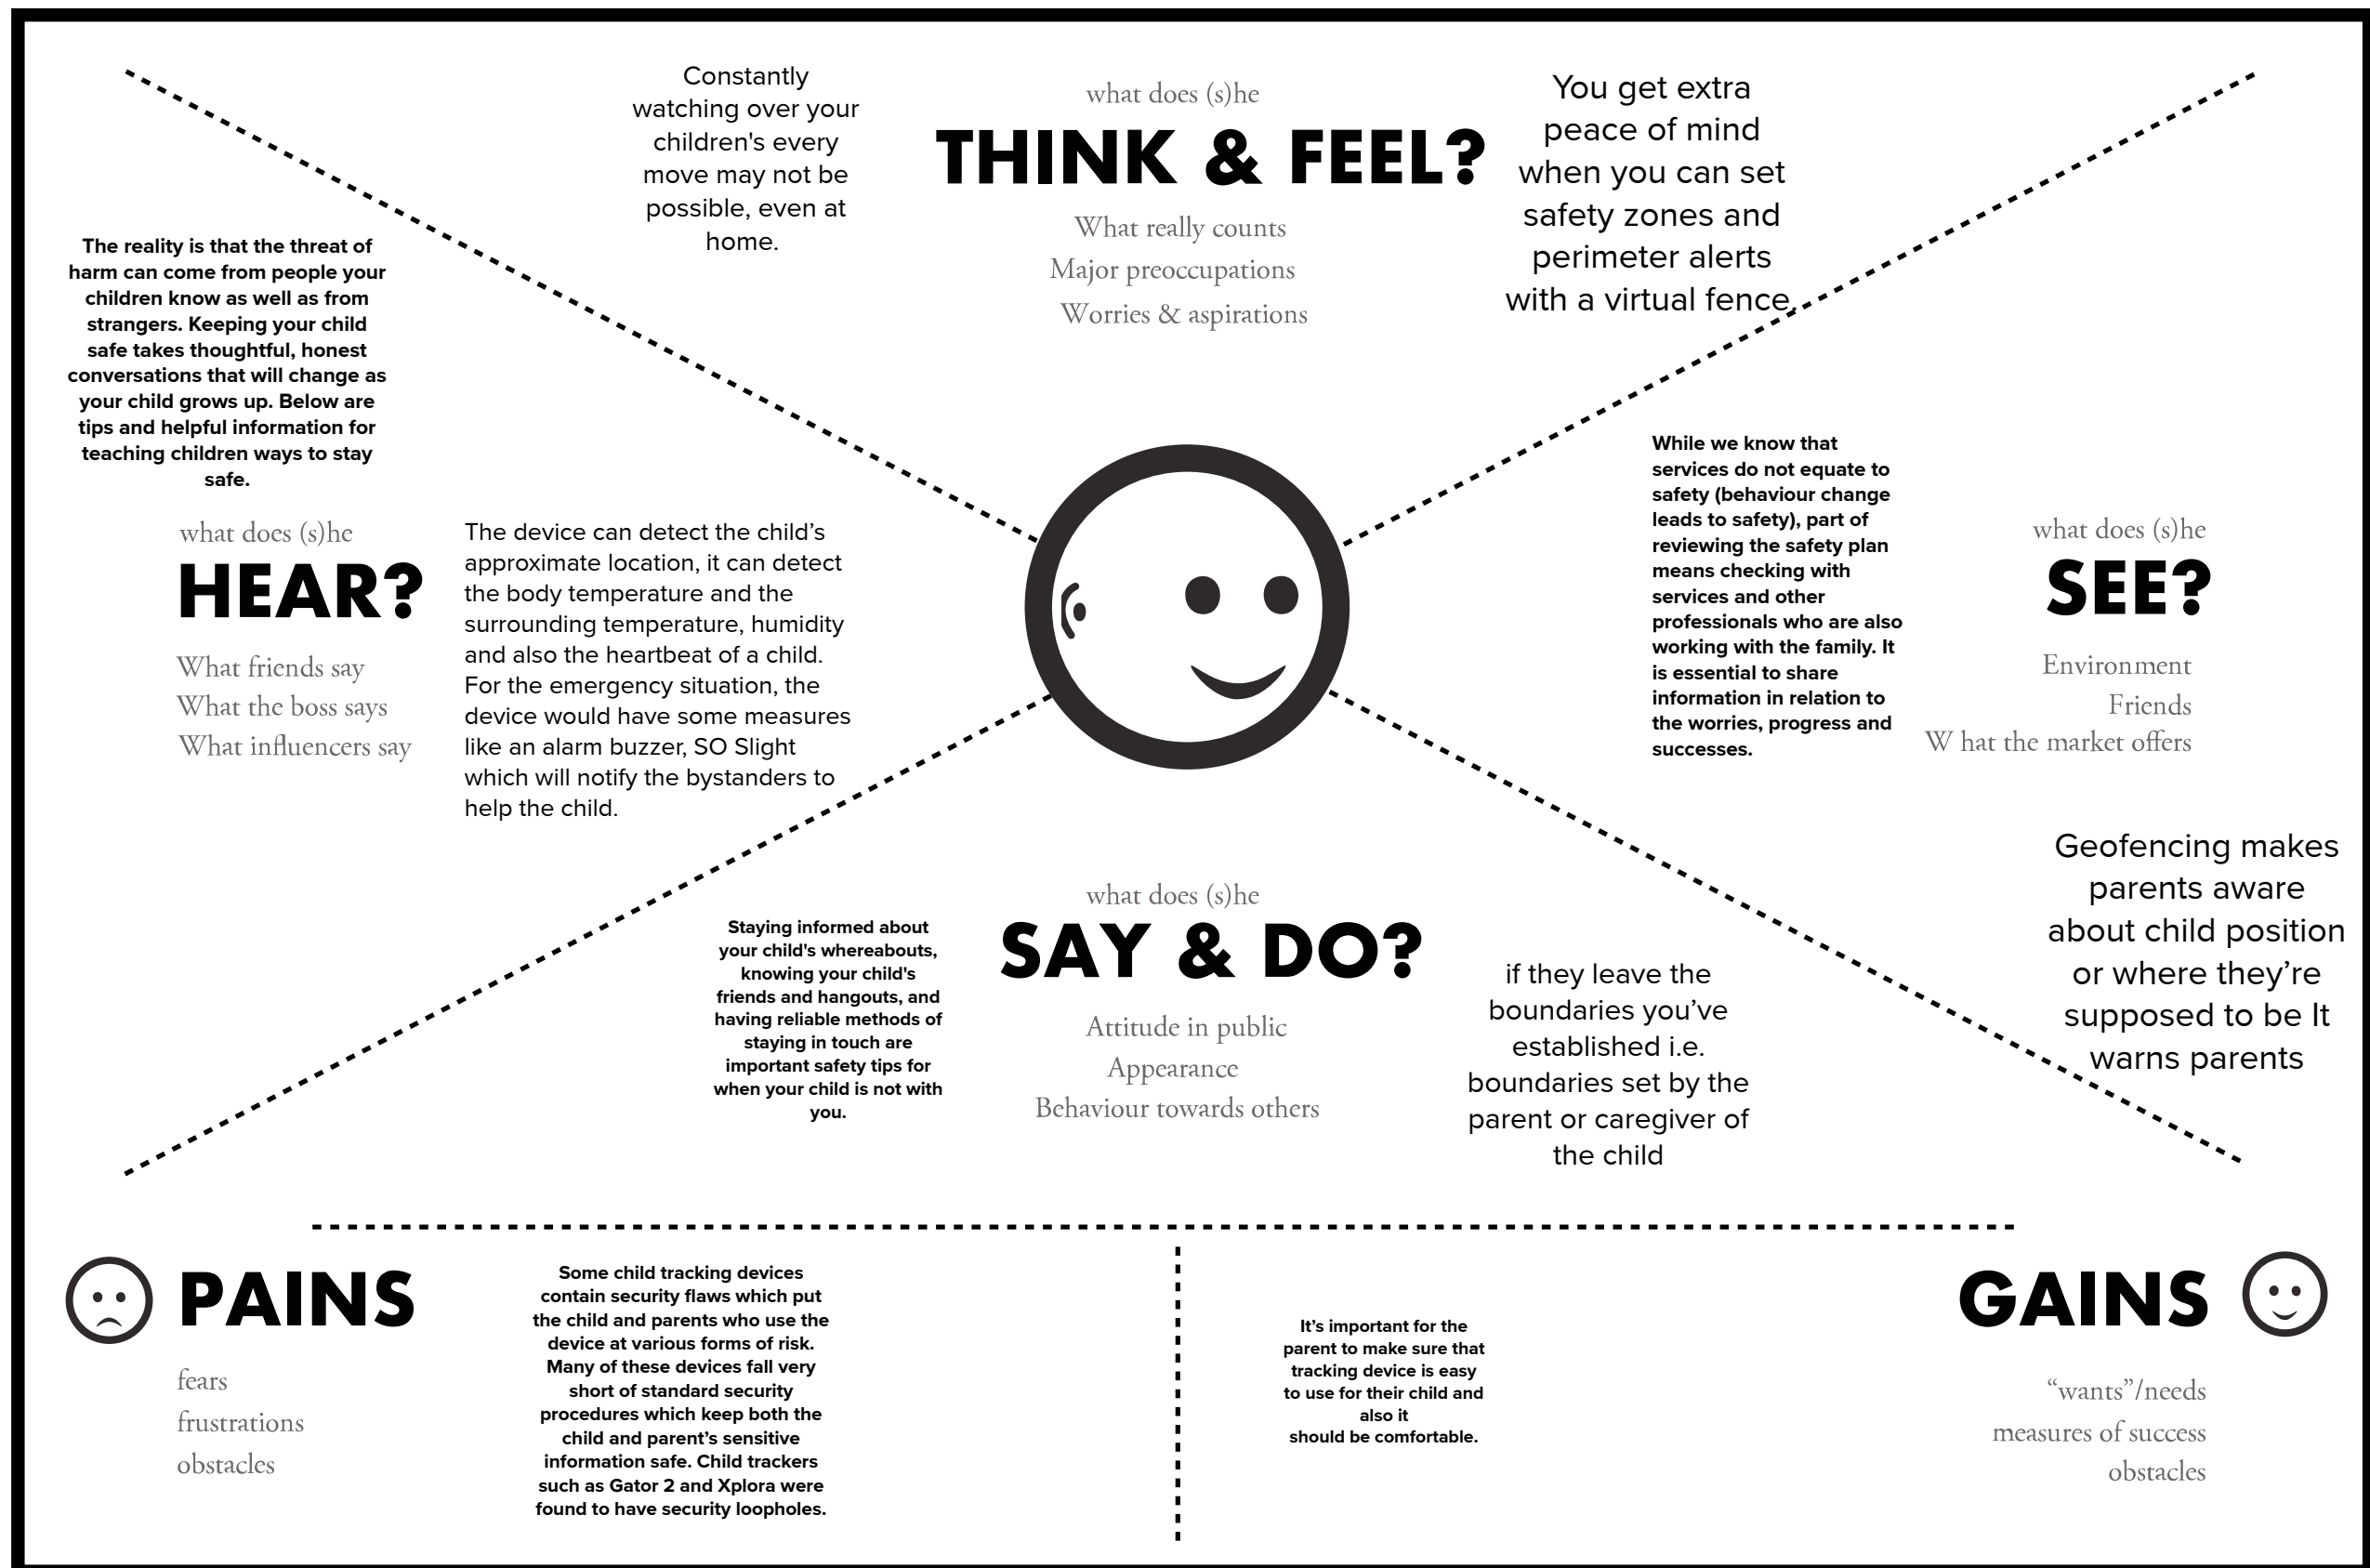 Constantly
watching over your
children's every
move may not be
possible, even at
home.
what does (s)he
THINK & FEEL?
What really counts
Major preoccupations
Worries & aspirations
You get extra
peace of mind
when you can set
safety zones and
perimeter alerts
with a virtual fence.
The reality is that the threat of
harm can come from people your
children know as well as from
strangers. Keeping your child
safe takes thoughtful, honest
conversations that will change as
your child grows up. Below are
tips and helpful information for
teaching children ways to stay
safe.
what does (s)he
HEAR?
What friends say
What the boss says
What influencers say
The device can detect the child’s
approximate location, it can detect
the body temperature and the
surrounding temperature, humidity
and also the heartbeat of a child.
For the emergency situation, the
device would have some measures
like an alarm buzzer, SO Slight
which will notify the bystanders to
help the child.
While we know that
services do not equate to
safety (behaviour change
leads to safety), part of
reviewing the safety plan
means checking with
services and other
professionals who are also
working with the family. It
is essential to share
information in relation to
the worries, progress and
successes.
what does (s)he
SEE?
Environment
Friends
W hat the market offers
Geofencing makes
parents aware
about child position
or where they’re
supposed to be It
warns parents
Staying informed about
your child's whereabouts,
knowing your child's
friends and hangouts, and
having reliable methods of
staying in touch are
important safety tips for
when your child is not with
you.
what does (s)he
SAY & DO?
Attitude in public
Appearance
Behaviour towards others
if they leave the
boundaries you’ve
established i.e.
boundaries set by the
parent or caregiver of
the child
PAINS
fears
frustrations
obstacles
Some child tracking devices
contain security flaws which put
the child and parents who use the
device at various forms of risk.
Many of these devices fall very
short of standard security
procedures which keep both the
child and parent’s sensitive
information safe. Child trackers
such as Gator 2 and Xplora were
found to have security loopholes.
It’s important for the
parent to make sure that
tracking device is easy
to use for their child and
also it
should be comfortable.
GAINS
“wants”/needs
measures of success
obstacles